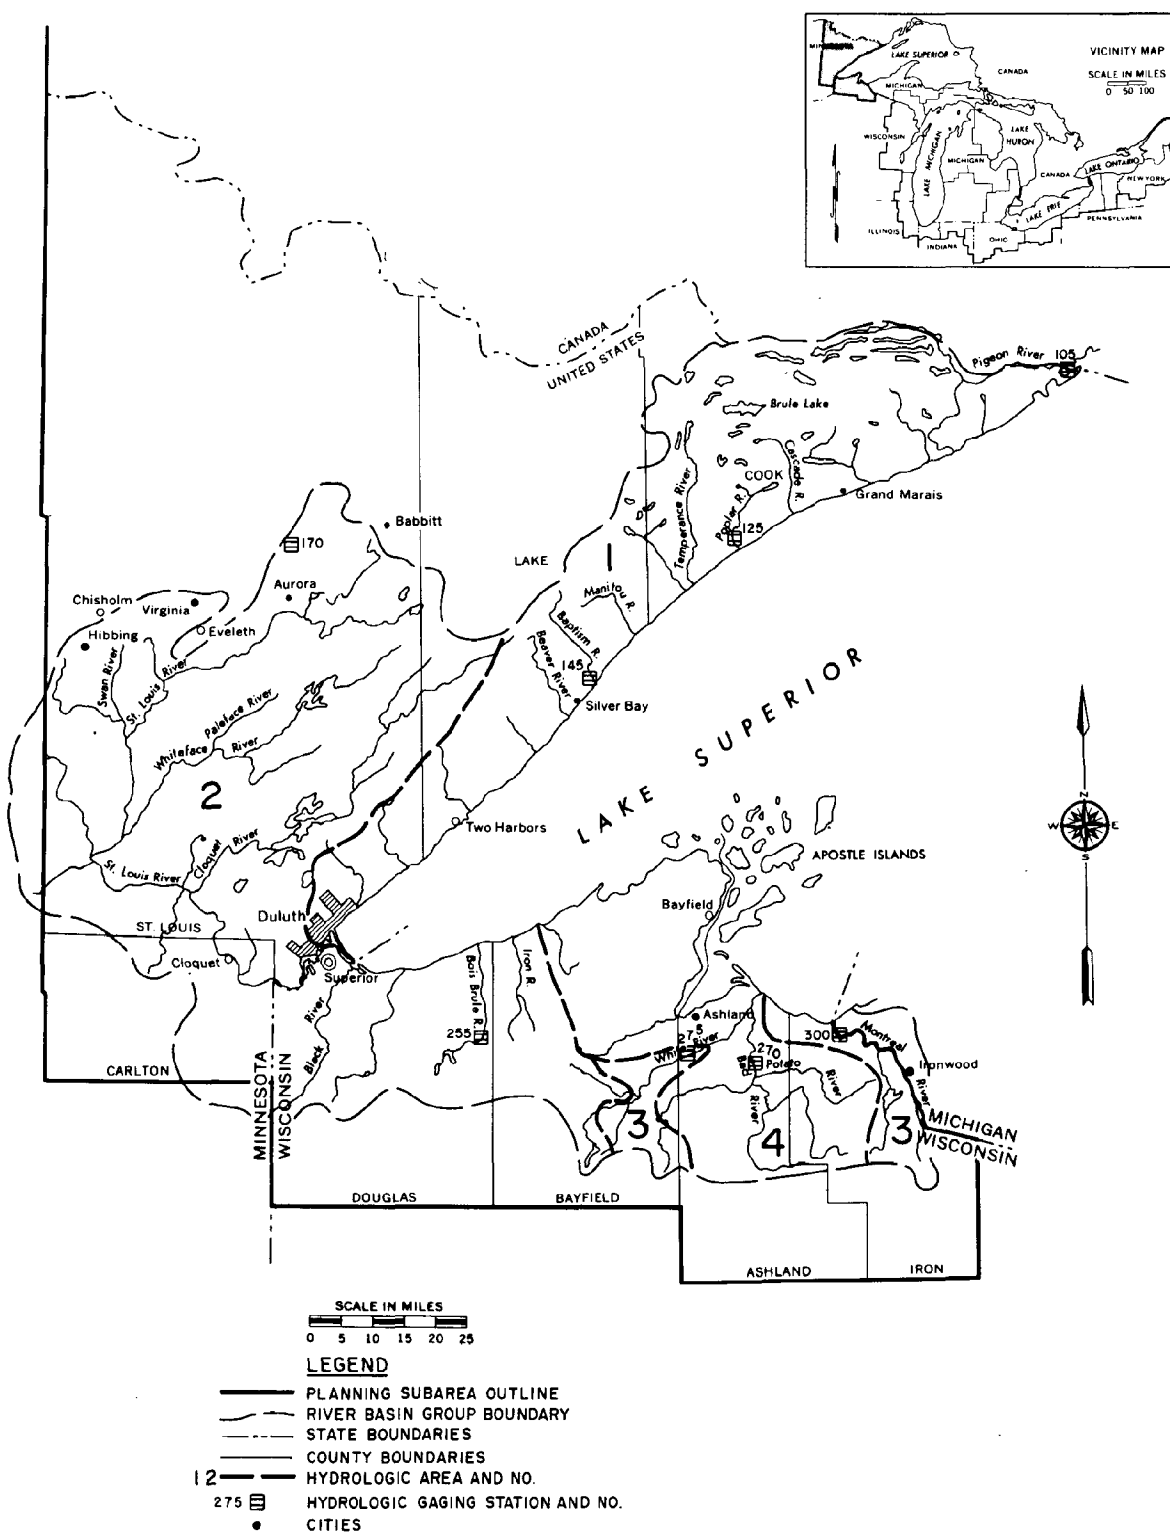 VICINITY MAP
SCALE IN MILES
0 50 100
MINNESOTA
LAKE SUPERIOR
CANADA
MICHIGAN
WISCONSIN
LAKE MICHIGAN
MICHIGAN
LAKE HURON
CANADA
LAKE ONTARIO
NEW YORK
LAKE ERIE
PENNSYLVANIA
ILLINOIS
INDIANA
OHIO
CANADA
UNITED STATES
Pigeon River
105
Brule Lake
Cascade R.
COOK
Grand Marais
Temperance River
Poplar R.
125
Babbitt
170
LAKE
1
Manitou R.
Baptism R.
Beaver River
145
Silver Bay
Aurora
Chisholm
Virginia
Eveleth
Hibbing
Swan River
St. Louis River
Paleface River
Whiteface River
2
LAKE SUPERIOR
Two Harbors
Cloquet River
St. Louis River
APOSTLE ISLANDS
Bayfield
Duluth
ST. LOUIS
Cloquet
Superior
Black River
Bois Brule R.
Iron R.
255
Ashland
275
White River
270
Bad River
Potato River
300
Montreal River
Ironwood
CARLTON
MINNESOTA
WISCONSIN
3
4
3
MICHIGAN
WISCONSIN
DOUGLAS
BAYFIELD
ASHLAND
IRON
N
W E
S
SCALE IN MILES
0 5 10 15 20 25
LEGEND
PLANNING SUBAREA OUTLINE
RIVER BASIN GROUP BOUNDARY
STATE BOUNDARIES
COUNTY BOUNDARIES
12 HYDROLOGIC AREA AND NO.
275 HYDROLOGIC GAGING STATION AND NO.
CITIES